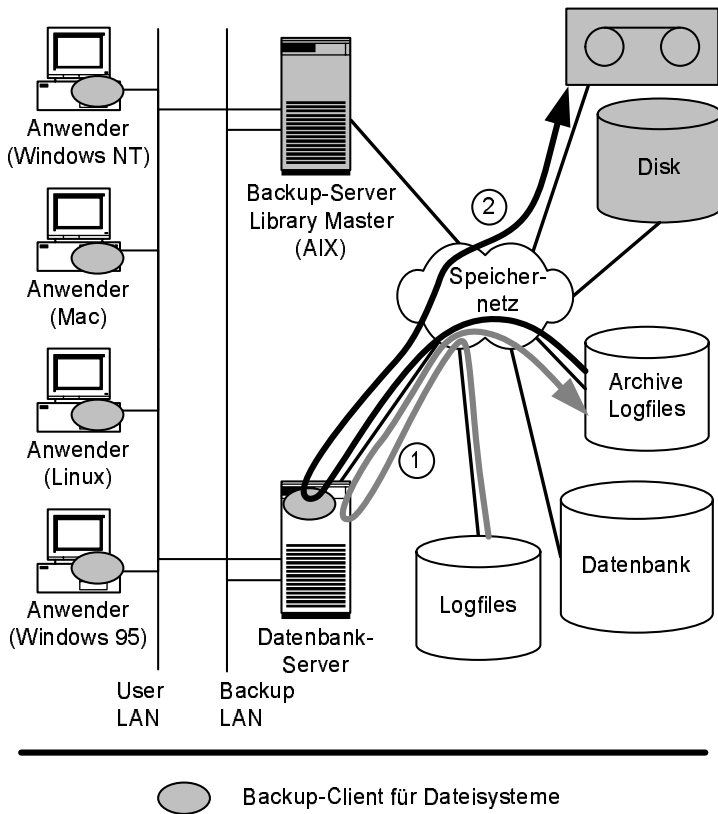 Anwender
(Windows NT)
Anwender
(Mac)
Anwender
(Linux)
Anwender
(Windows 95)
User
LAN
Backup
LAN
Backup-Server
Library Master
(AIX)
Datenbank-
Server
2
1
Speicher-
netz
Disk
Archive
Logfiles
Datenbank
Logfiles
Backup-Client für Dateisysteme